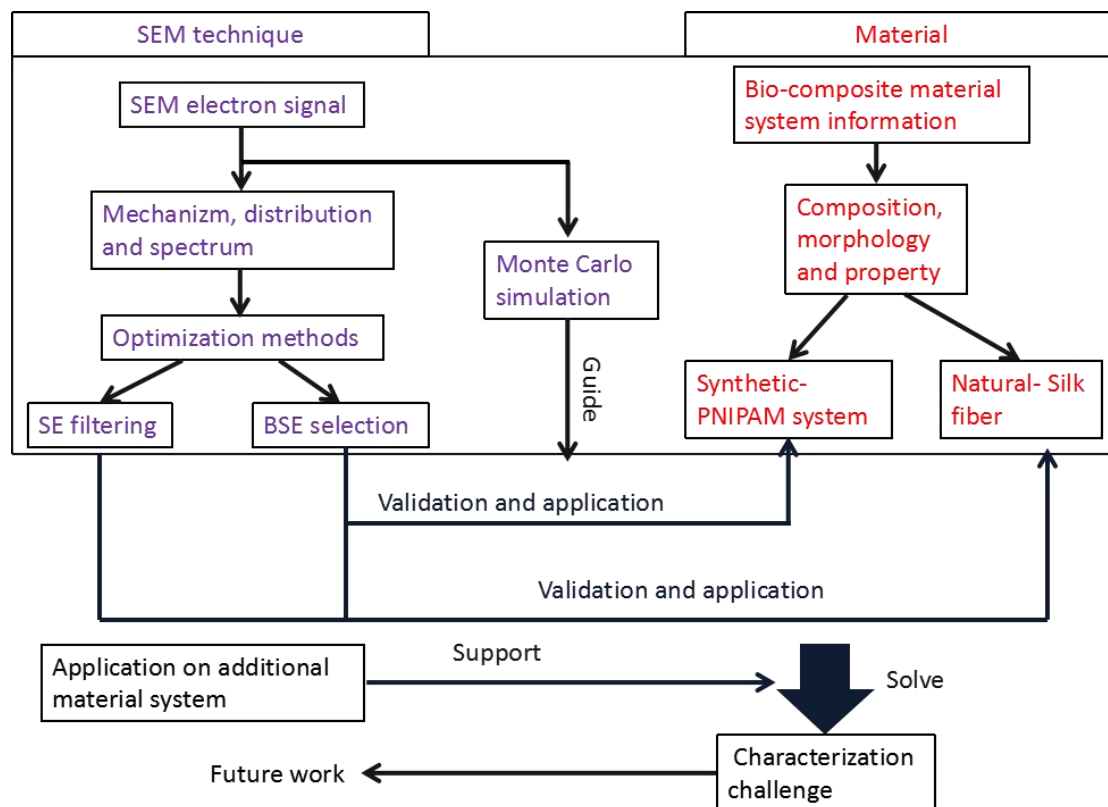 SEM technique
Material
SEM electron signal
Bio-composite material
system information
Mechanizm, distribution
and spectrum
Composition,
morphology
and property
Monte Carlo
simulation
Optimization methods
Guide
SE filtering
BSE selection
Synthetic-
PNIPAM system
Natural- Silk
fiber
Validation and application
Validation and application
Application on additional
material system
Support
Solve
Characterization
challenge
Future work